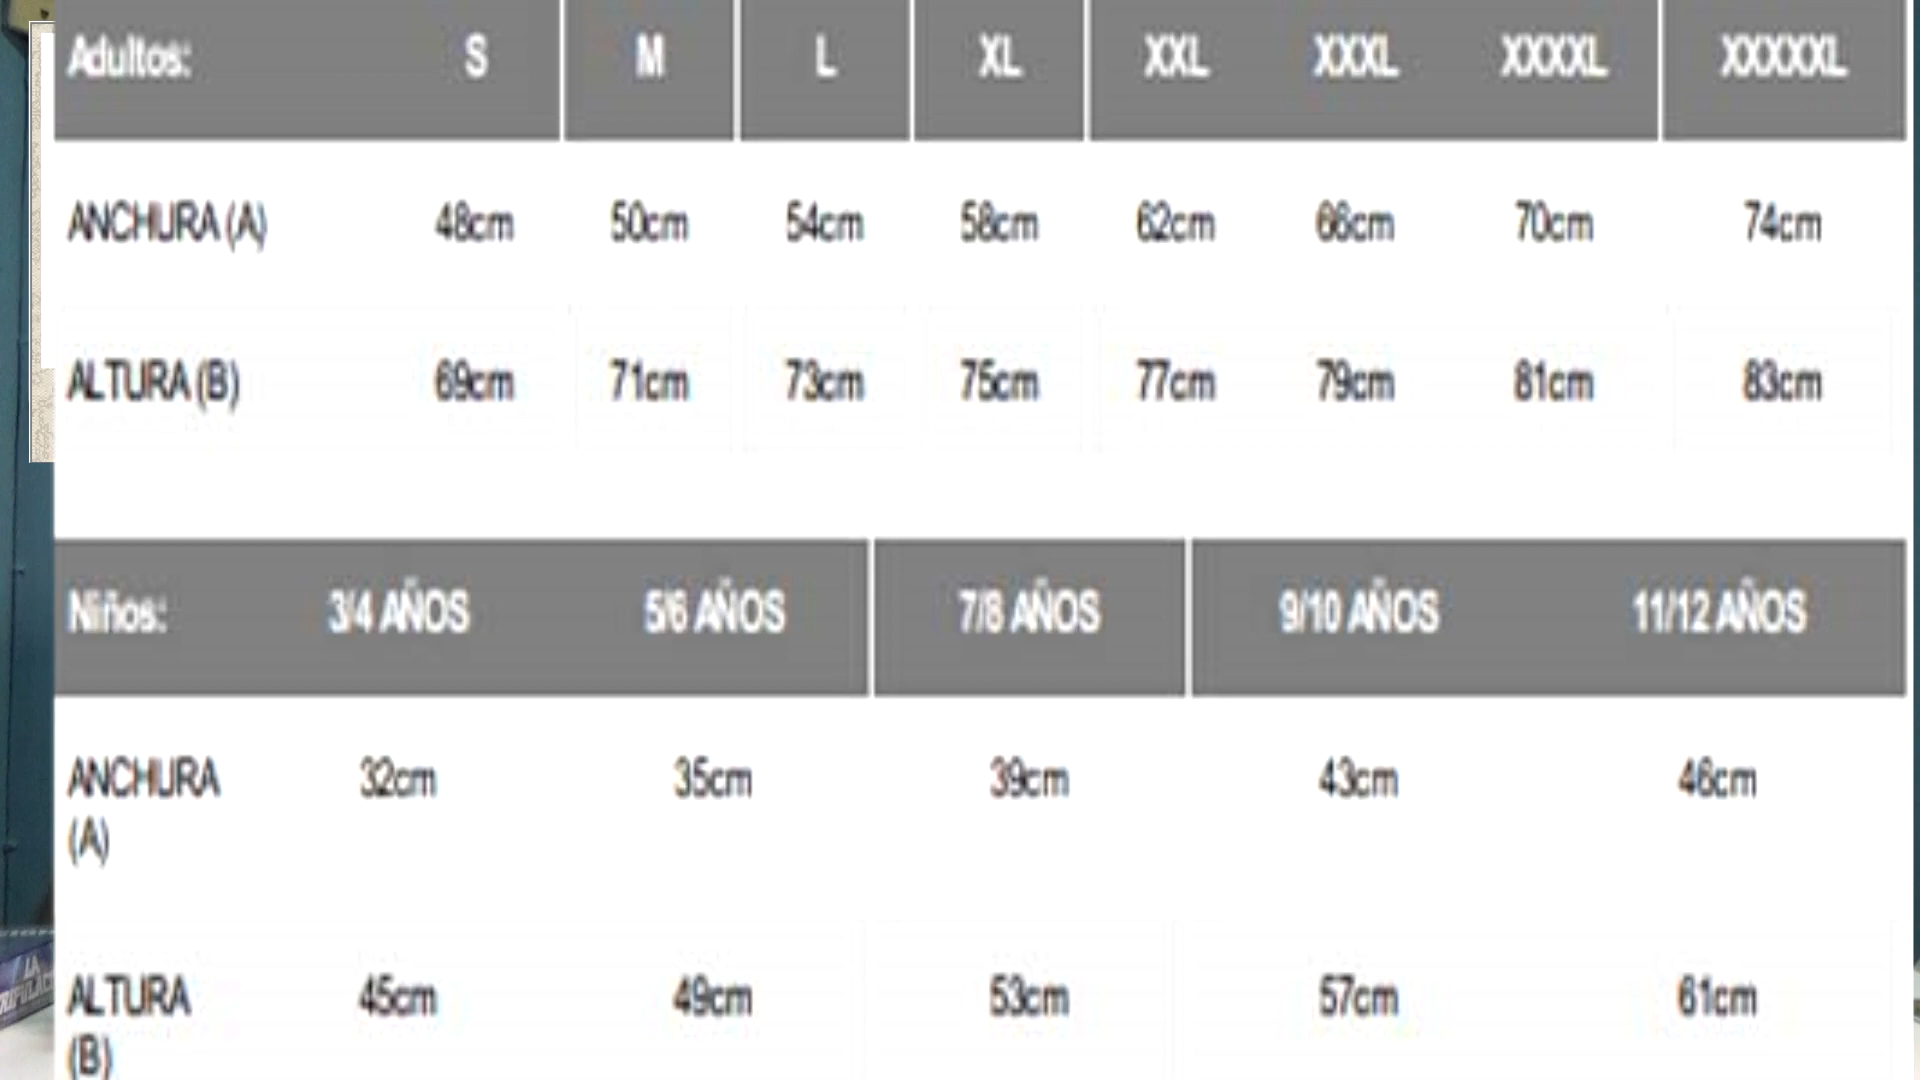 Adultos: S M L XL XXL XXXL XXXXL XXXXXL
ANCHURA (A) 48cm 50cm 54cm 58cm 62cm 66cm 70cm 74cm
ALTURA (B) 69cm 71cm 73cm 75cm 77cm 79cm 81cm 83cm
Niños: 3/4 AÑOS 5/6 AÑOS 7/8 AÑOS 9/10 AÑOS 11/12 AÑOS
ANCHURA 32cm 35cm 39cm 43cm 46cm
(A)
ALTURA 45cm 49cm 53cm 57cm 61cm
(B)
LA